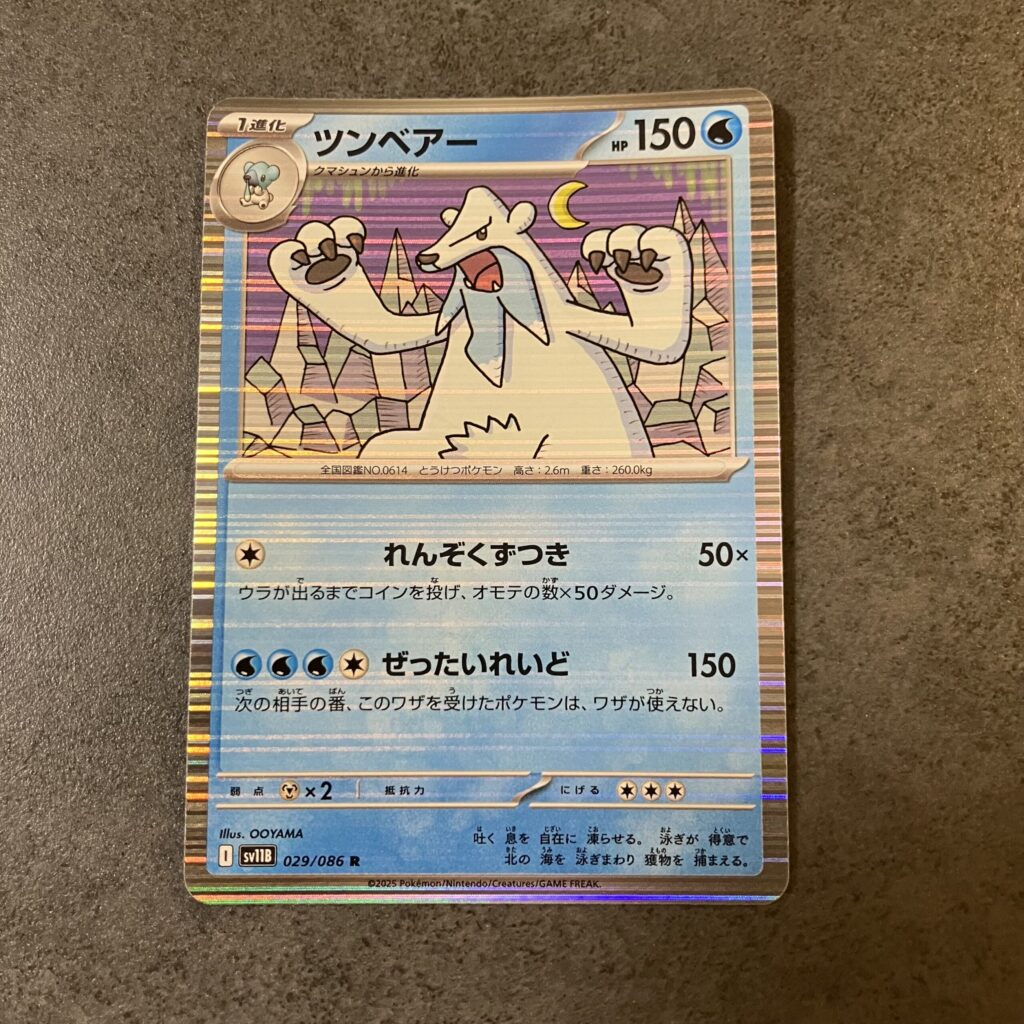 1進化 ツンベアー HP 150
クマシュンから進化
全国図鑑NO.0614 とうけつポケモン 高さ:2.6m 重さ:260.0kg
れんぞくずつき 50×
ウラが出るまでコインを投げ、オモテの数×50ダメージ。
ぜったいれいど 150
次の相手の番、このワザを受けたポケモンは、ワザが使えない。
弱点 ×2 抵抗力 にげる
Illus. OOYAMA
吐く 息を 自在に 凍らせる。 泳ぎが 得意で
北の 海を 泳ぎまわり 獲物を 捕まえる。
I sv11B 029/086 R
©2025 Pokémon/Nintendo/Creatures/GAME FREAK.